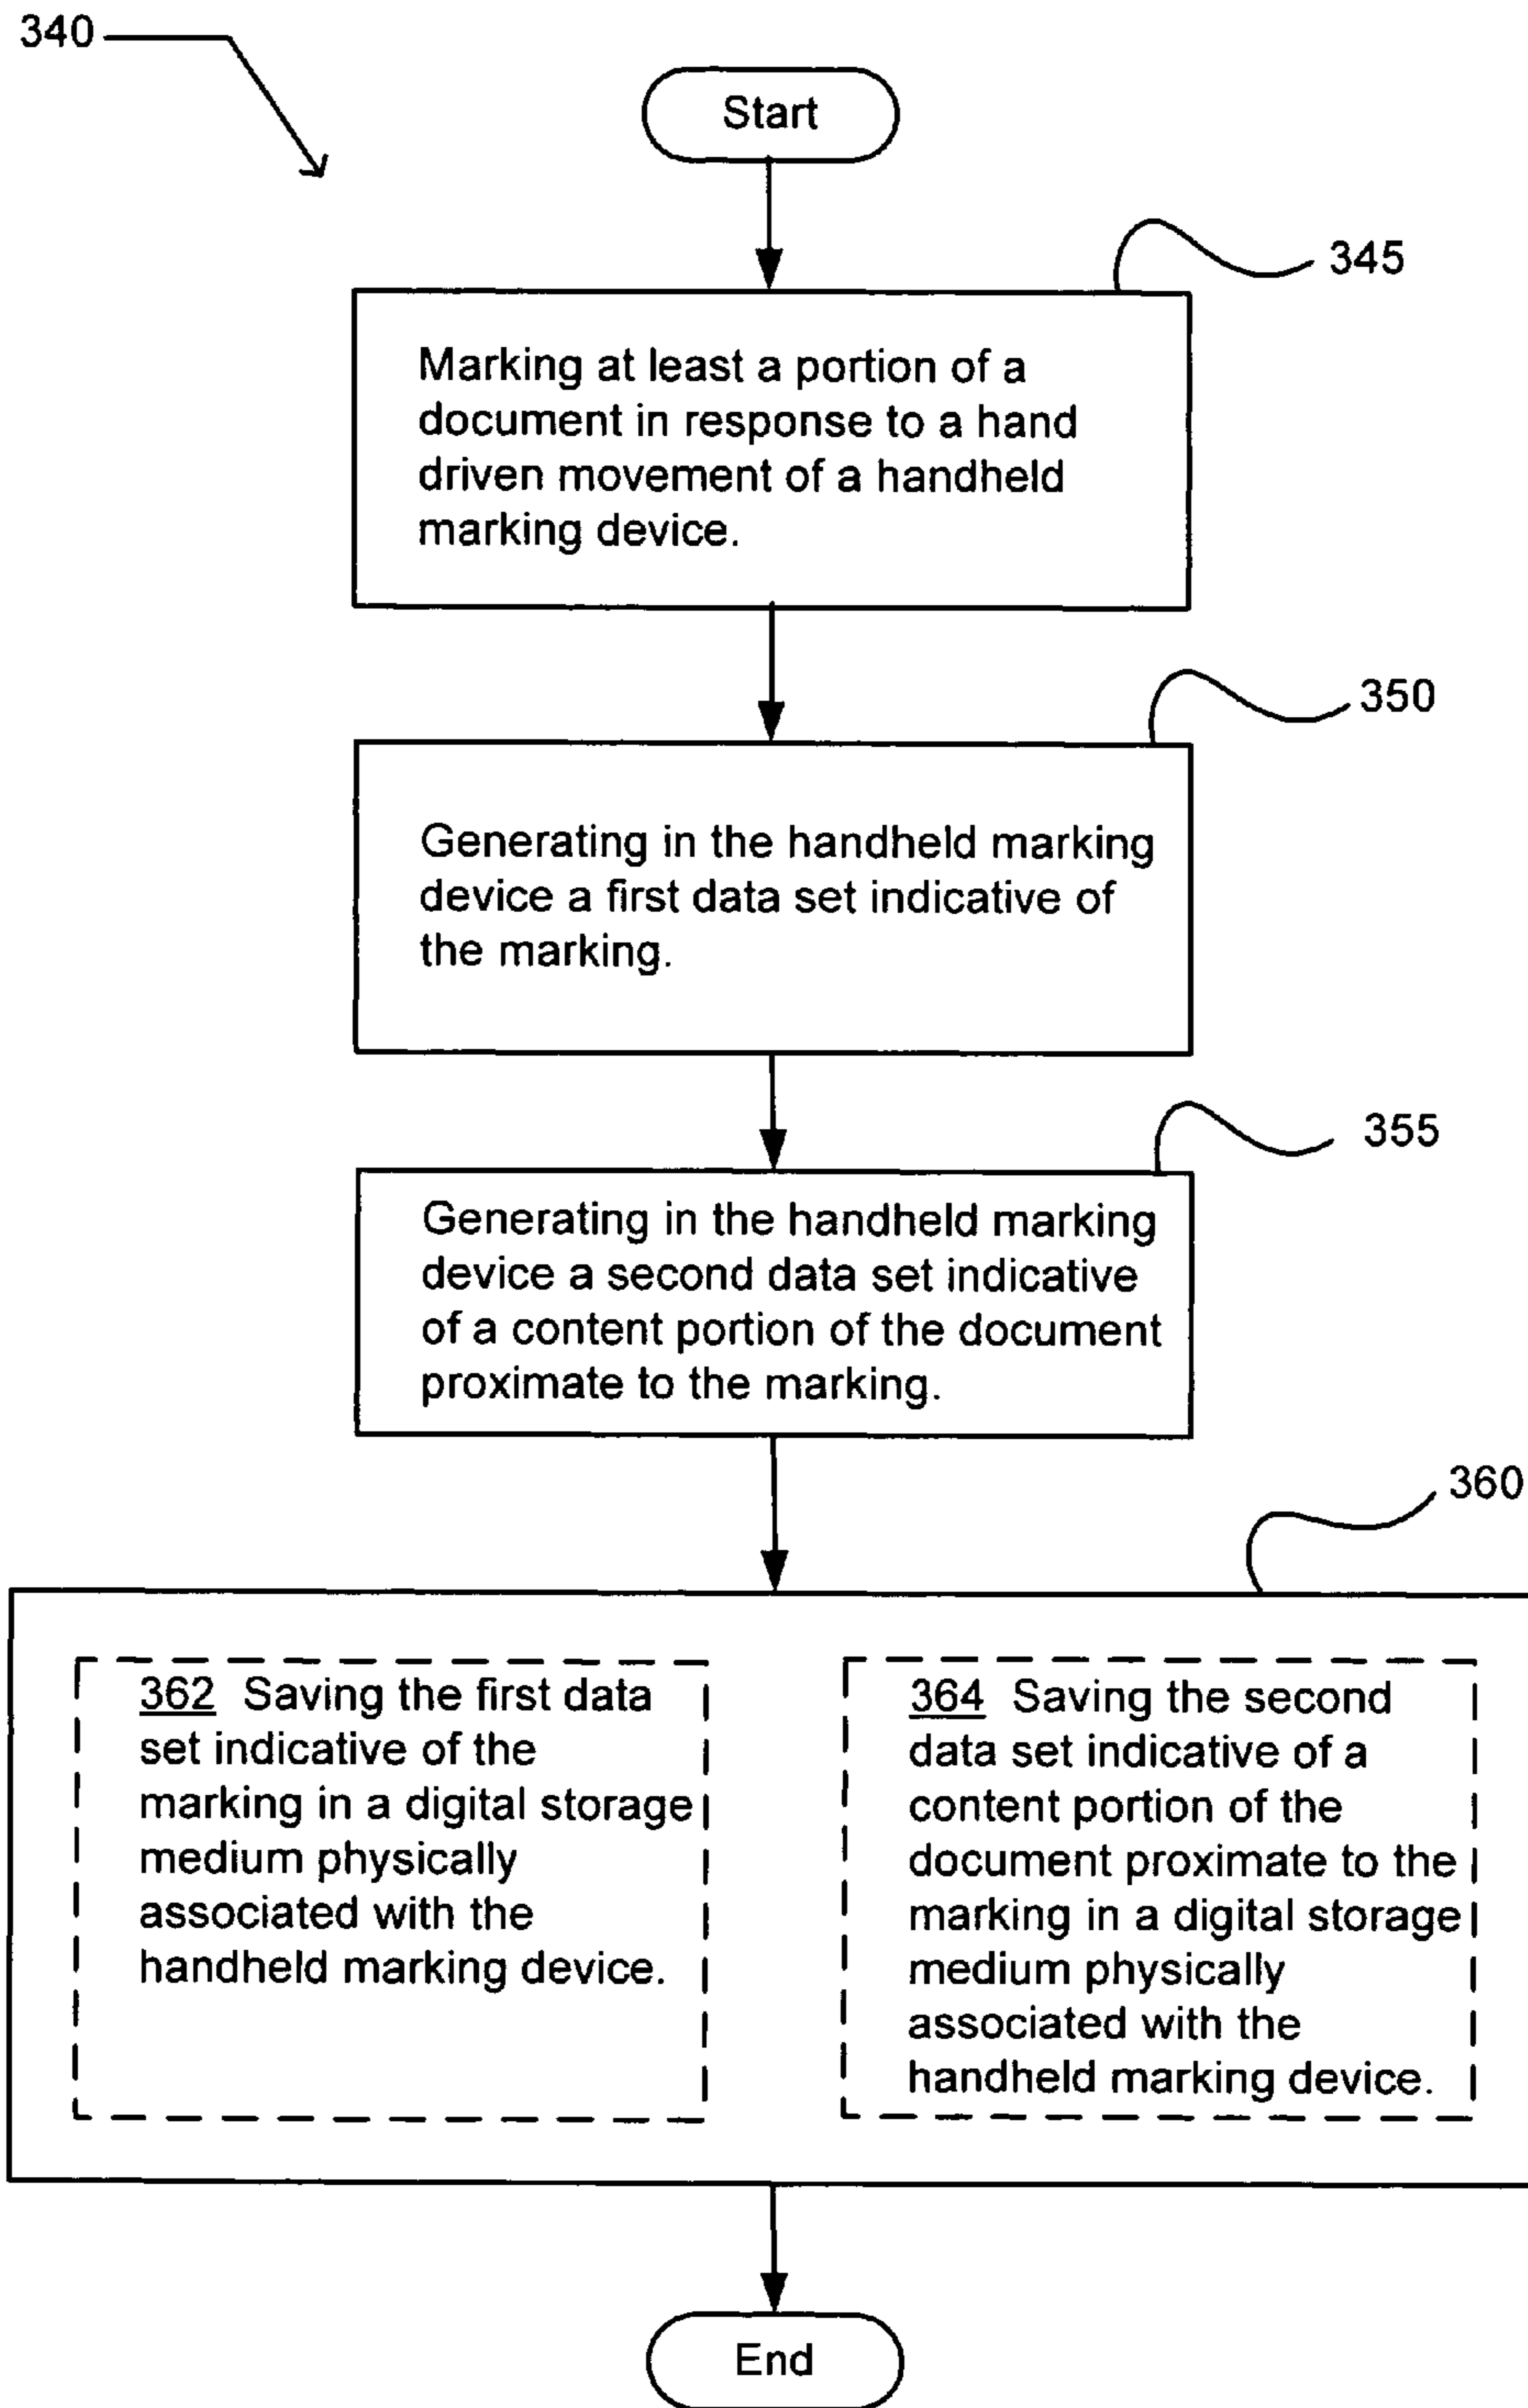 340
Start
345
Marking at least a portion of a
document in response to a hand
driven movement of a handheld
marking device.
350
Generating in the handheld marking
device a first data set indicative of
the marking.
355
Generating in the handheld marking
device a second data set indicative
of a content portion of the document
proximate to the marking.
360
362 Saving the first data
set indicative of the
marking in a digital storage
medium physically
associated with the
handheld marking device.
364 Saving the second
data set indicative of a
content portion of the
document proximate to the
marking in a digital storage
medium physically
associated with the
handheld marking device.
End